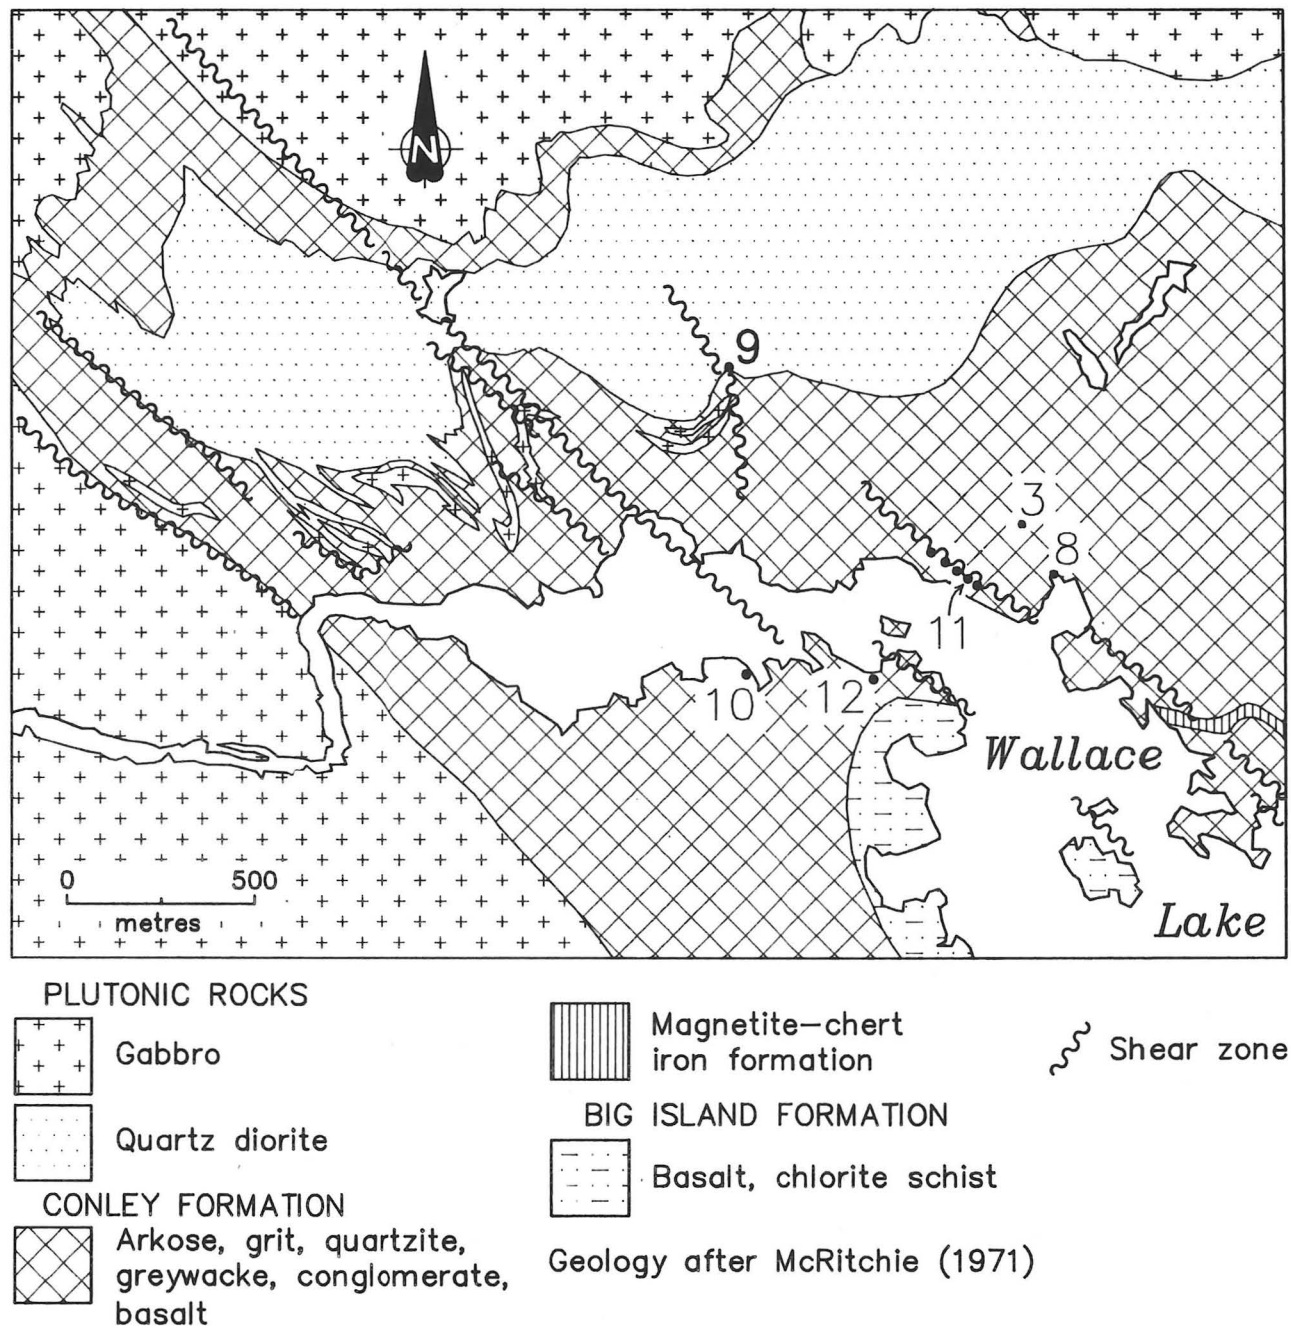 N
9
3
8
11
10
12
Wallace
Lake
0 500
metres
PLUTONIC ROCKS
Gabbro
Quartz diorite
CONLEY FORMATION
Arkose, grit, quartzite,
greywacke, conglomerate,
basalt
Magnetite-chert
iron formation
BIG ISLAND FORMATION
Basalt, chlorite schist
Geology after McRitchie (1971)
Shear zone